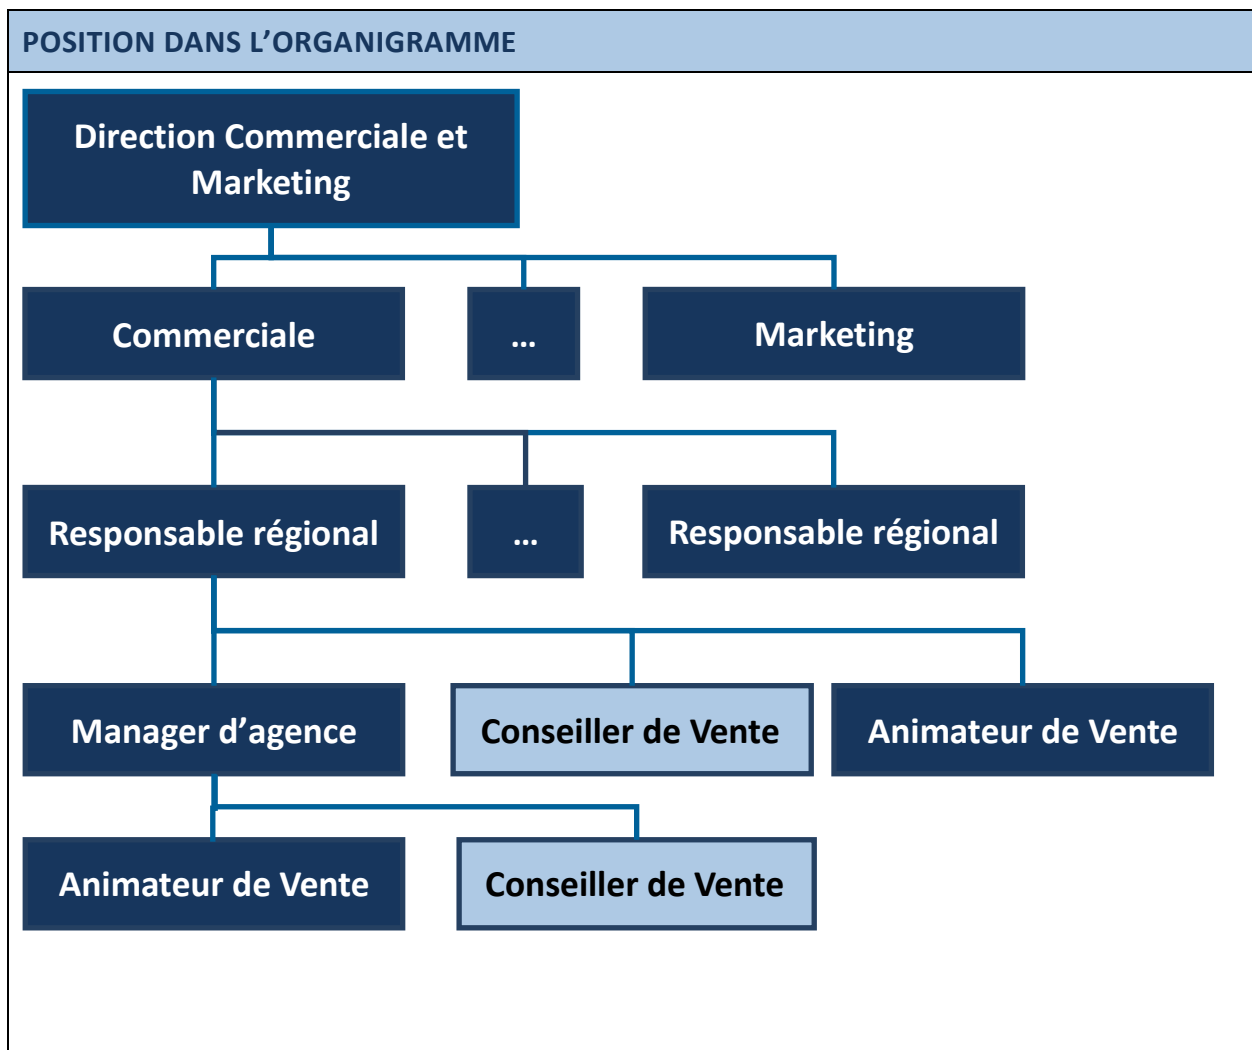 POSITION DANS L’ORGANIGRAMME
Direction Commerciale et
Marketing
Commerciale
...
Marketing
Responsable régional
...
Responsable régional
Manager d’agence
Conseiller de Vente
Animateur de Vente
Animateur de Vente
Conseiller de Vente